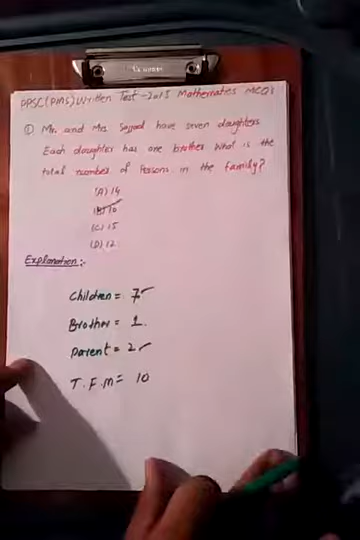 PPSC(PMS) Written Test-2015 Mathematics MCQ's
① Mr. and Mrs. Sajjad have seven daughters
Each daughter has one brother What is the
total number of Persons in the family?
(A) 14
(B) 10
(C) 15
(D) 12
Explanation:-
Children = 7
Brother = 1
Parent = 2
T.F.M = 10